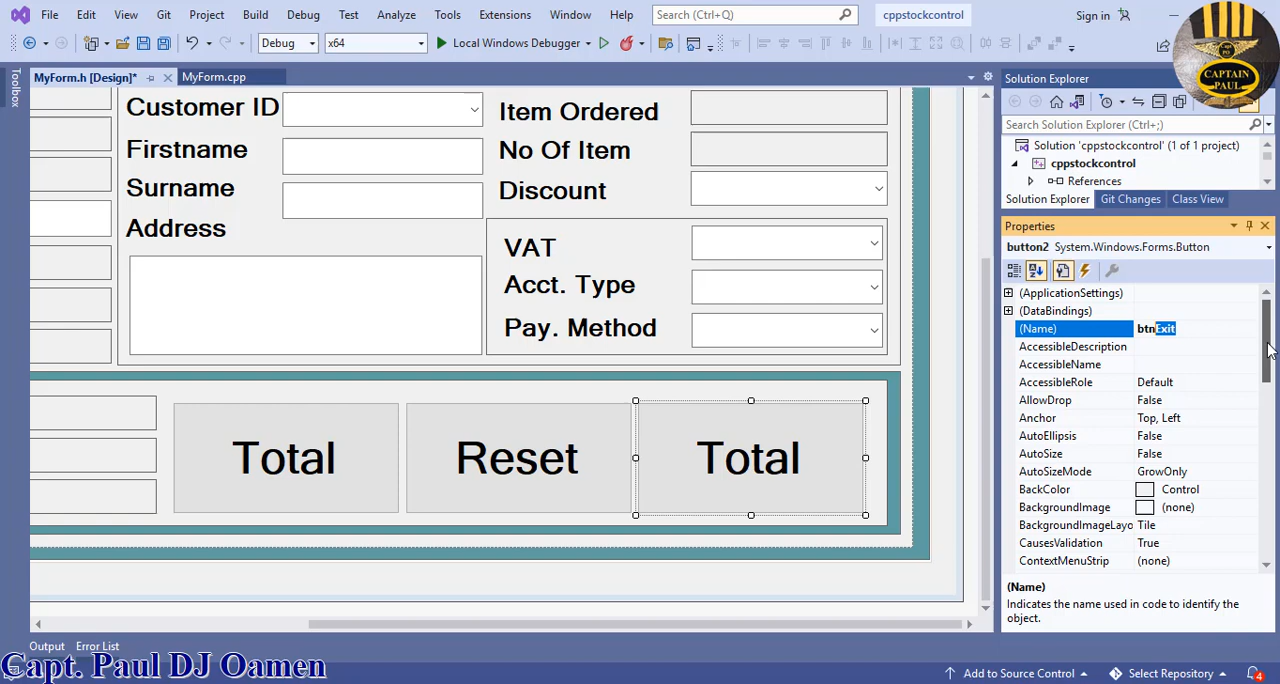 File Edit View Git Project Build Debug Test Analyze Tools Extensions Window Help Search (Ctrl+Q) cppstockcontrol Sign in
Debug x64 Local Windows Debugger
CAPTAIN
PAUL
Toolbox
MyForm.h [Design]* MyForm.cpp
Customer ID
Firstname
Surname
Address
Item Ordered
No Of Item
Discount
VAT
Acct. Type
Pay. Method
Total Reset Total
Solution Explorer
Search Solution Explorer (Ctrl+;)
Solution 'cppstockcontrol' (1 of 1 project)
cppstockcontrol
References
Solution Explorer Git Changes Class View
Properties
button2 System.Windows.Forms.Button
(ApplicationSettings)
(DataBindings)
(Name) btnExit
AccessibleDescription
AccessibleName
AccessibleRole Default
AllowDrop False
Anchor Top, Left
AutoEllipsis False
AutoSize False
AutoSizeMode GrowOnly
BackColor Control
BackgroundImage (none)
BackgroundImageLayo Tile
CausesValidation True
ContextMenuStrip (none)
(Name)
Indicates the name used in code to identify the
object.
Output Error List
Capt. Paul DJ Oamen
Add to Source Control Select Repository 4